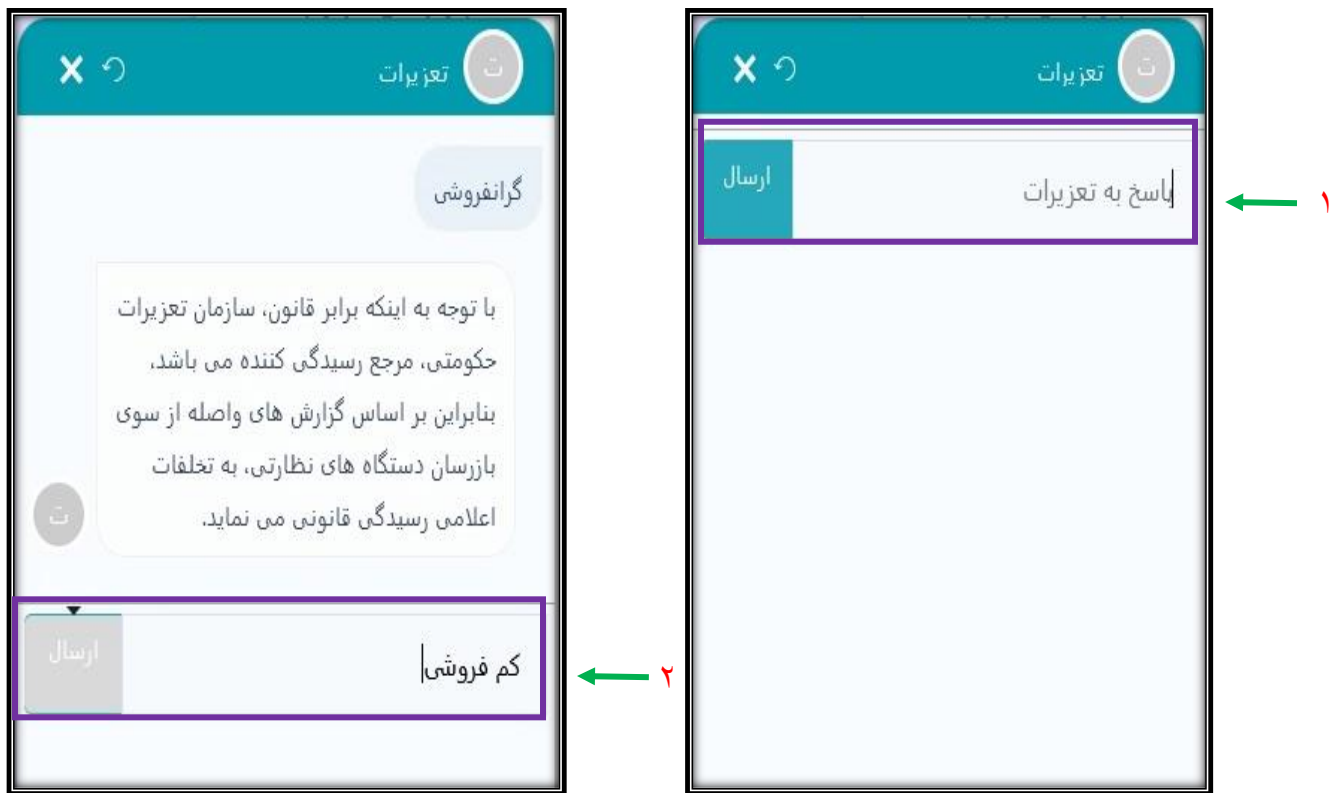 تعزیرات
ت
ارسال
پاسخ به تعزیرات
۱
تعزیرات
ت
گرانفروشی
با توجه به اینکه برابر قانون، سازمان تعزیرات
حکومتی، مرجع رسیدگی کننده می باشد،
بنابراین بر اساس گزارش های واصله از سوی
بازرسان دستگاه های نظارتی، به تخلفات
اعلامی رسیدگی قانونی می نماید.
ت
کم فروشی
ارسال
۲